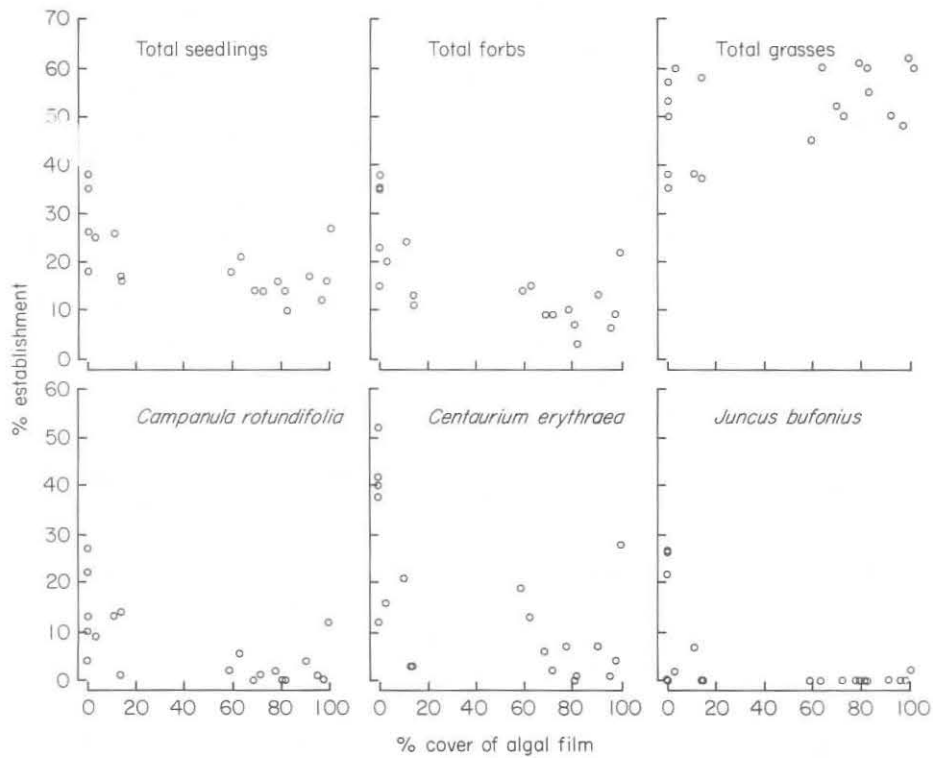 70
60
50
40
30
20
10
0
Total seedlings
Total forbs
Total grasses
% establishment
60
50
40
30
20
10
0
Campanula rotundifolia
Centaurium erythraea
Juncus bufonius
0 20 40 60 80 100
0 20 40 60 80 100
0 20 40 60 80 100
% cover of algal film